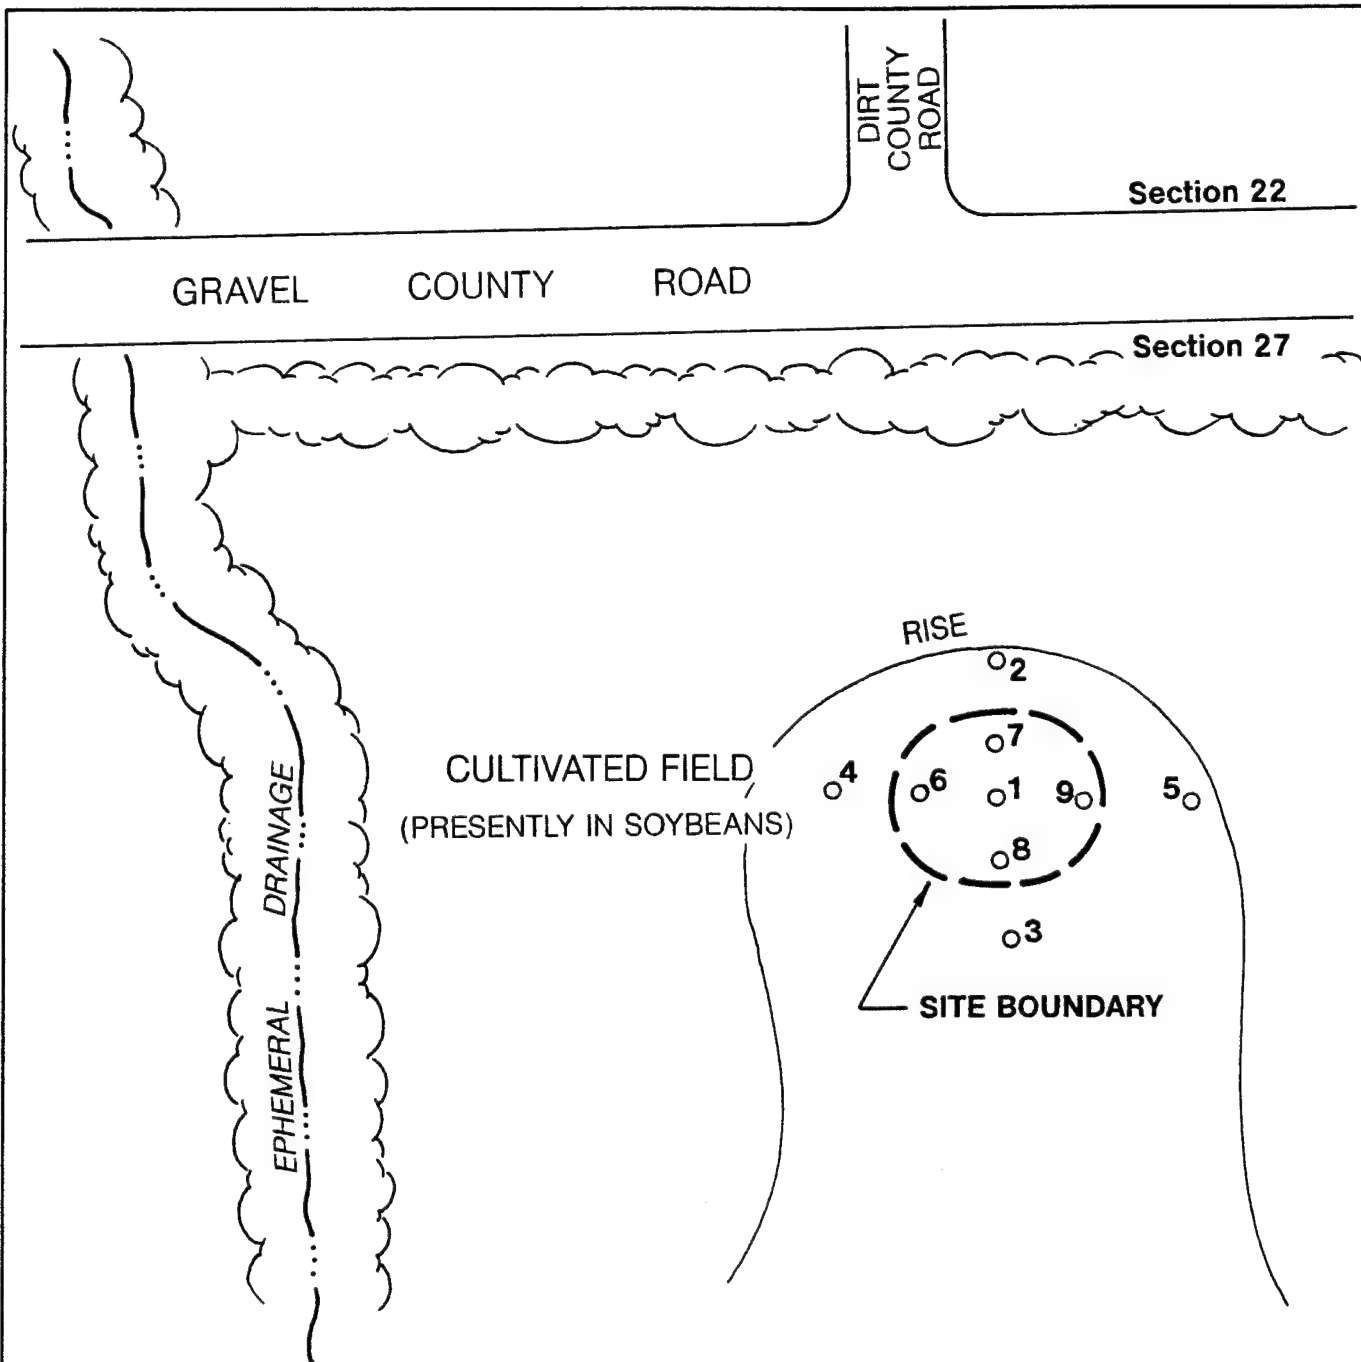 DIRT
COUNTY
ROAD
Section 22
GRAVEL COUNTY ROAD
Section 27
RISE
2
7
CULTIVATED FIELD
4
6
1
9
5
(PRESENTLY IN SOYBEANS)
8
3
SITE BOUNDARY
EPHEMERAL DRAINAGE